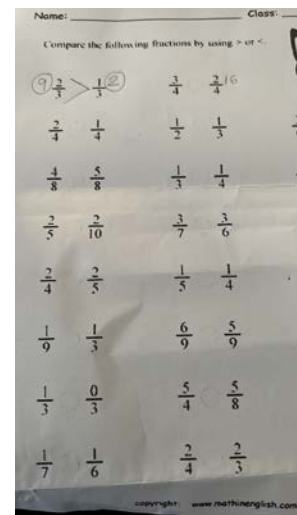 Name: Class:
Compare the following fractions by using > or <.
9 2/3 > 1/3 2 3/4 2/4 16
2/4 1/4 1/2 1/3
4/8 5/8 1/3 1/4
2/5 2/10 3/7 3/6
2/4 2/5 1/5 1/4
1/9 1/3 6/9 5/9
1/3 0/3 5/4 5/8
1/7 1/6 2/4 2/3
copyright: www.mathinenglish.com